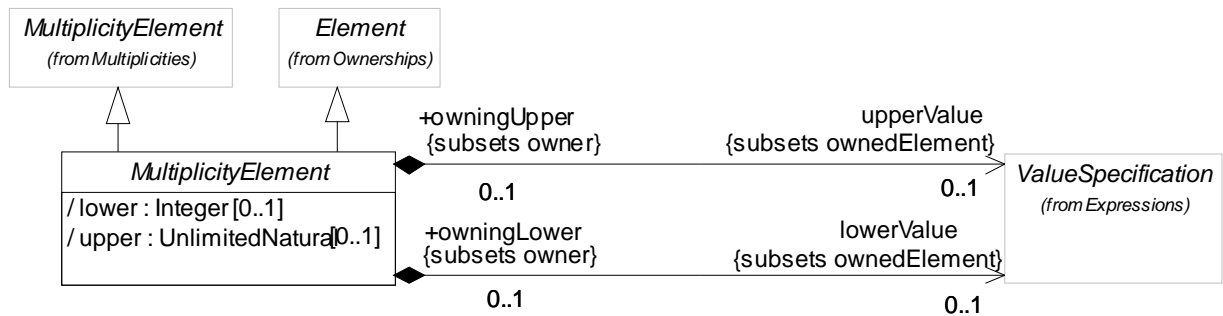 MultiplicityElement
(from Multiplicities)
Element
(from Ownerships)
MultiplicityElement
/ lower : Integer [0..1]
/ upper : UnlimitedNatural[0..1]
+owningUpper
{subsets owner}
0..1
upperValue
{subsets ownedElement}
0..1
+owningLower
{subsets owner}
0..1
lowerValue
{subsets ownedElement}
0..1
ValueSpecification
(from Expressions)